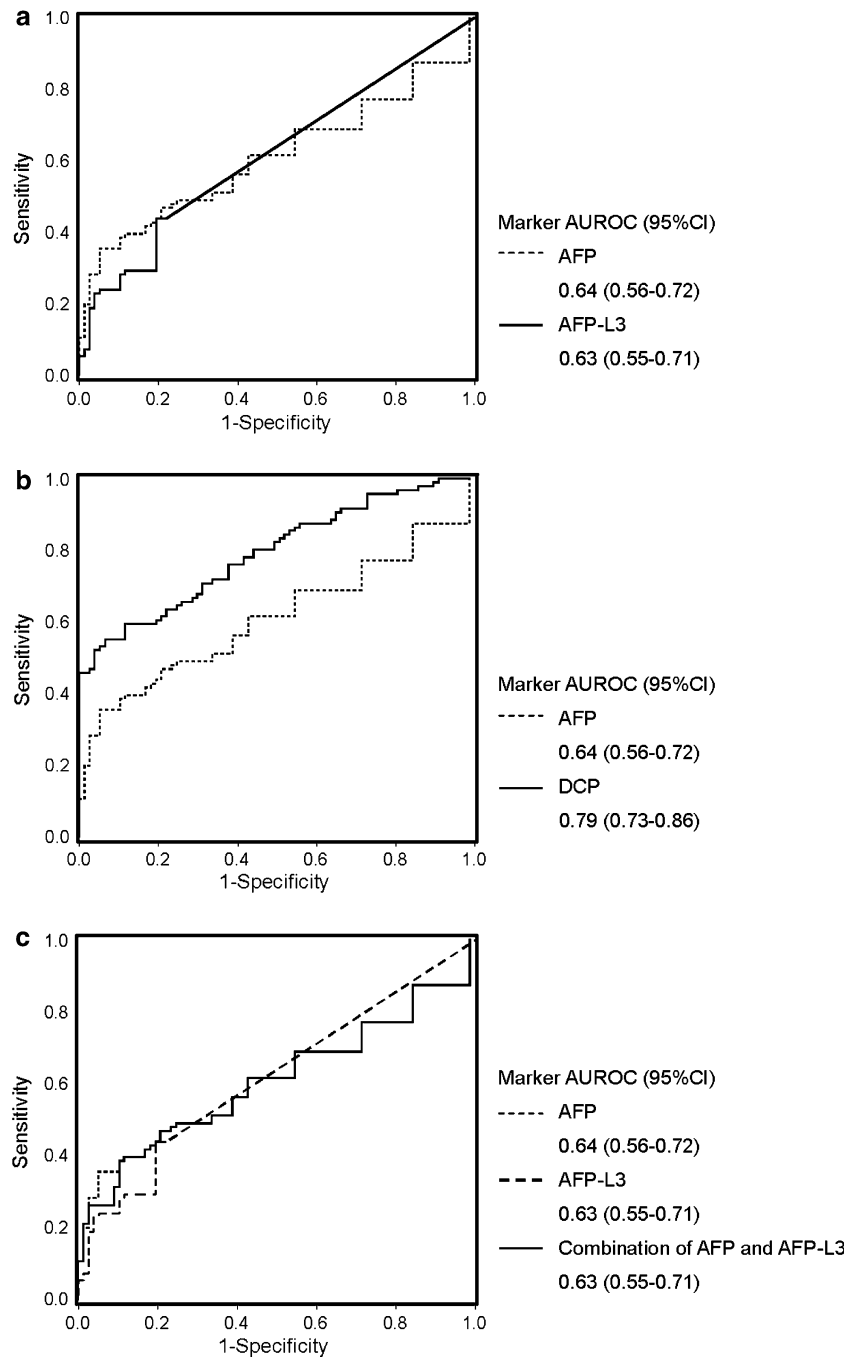 a
1.0
0.8
0.6
0.4
0.2
0.0
Sensitivity
0.0 0.2 0.4 0.6 0.8 1.0
1-Specificity
Marker AUROC (95%CI)
AFP
0.64 (0.56-0.72)
AFP-L3
0.63 (0.55-0.71)
b
1.0
0.8
0.6
0.4
0.2
0.0
Sensitivity
0.0 0.2 0.4 0.6 0.8 1.0
1-Specificity
Marker AUROC (95%CI)
AFP
0.64 (0.56-0.72)
DCP
0.79 (0.73-0.86)
c
1.0
0.8
0.6
0.4
0.2
0.0
Sensitivity
0.0 0.2 0.4 0.6 0.8 1.0
1-Specificity
Marker AUROC (95%CI)
AFP
0.64 (0.56-0.72)
AFP-L3
0.63 (0.55-0.71)
Combination of AFP and AFP-L3
0.63 (0.55-0.71)